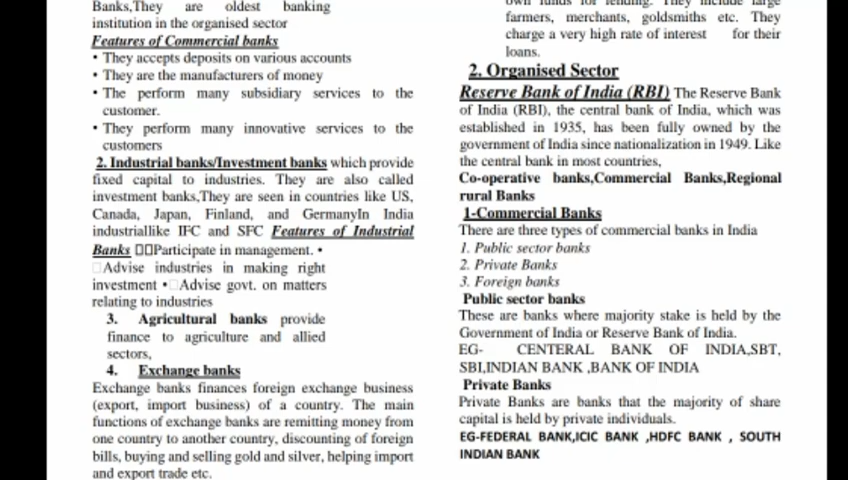 Banks,They are oldest banking
institution in the organised sector
Features of Commercial banks
• They accepts deposits on various accounts
• They are the manufacturers of money
• The perform many subsidiary services to the
customer.
• They perform many innovative services to the
customers
2. Industrial banks/Investment banks which provide
fixed capital to industries. They are also called
investment banks,They are seen in countries like US,
Canada, Japan, Finland, and GermanyIn India
industriallike IFC and SFC Features of Industrial
Banks □□Participate in management. •
□Advise industries in making right
investment •□Advise govt. on matters
relating to industries
3. Agricultural banks provide
finance to agriculture and allied
sectors,
4. Exchange banks
Exchange banks finances foreign exchange business
(export, import business) of a country. The main
functions of exchange banks are remitting money from
one country to another country, discounting of foreign
bills, buying and selling gold and silver, helping import
and export trade etc.
own funds for lending. They include large
farmers, merchants, goldsmiths etc. They
charge a very high rate of interest for their
loans.
2. Organised Sector
Reserve Bank of India (RBI) The Reserve Bank
of India (RBI), the central bank of India, which was
established in 1935, has been fully owned by the
government of India since nationalization in 1949. Like
the central bank in most countries,
Co-operative banks,Commercial Banks,Regional
rural Banks
1-Commercial Banks
There are three types of commercial banks in India
1. Public sector banks
2. Private Banks
3. Foreign banks
Public sector banks
These are banks where majority stake is held by the
Government of India or Reserve Bank of India.
EG- CENTERAL BANK OF INDIA,SBT,
SBI,INDIAN BANK ,BANK OF INDIA
Private Banks
Private Banks are banks that the majority of share
capital is held by private individuals.
EG-FEDERAL BANK,ICIC BANK ,HDFC BANK , SOUTH
INDIAN BANK